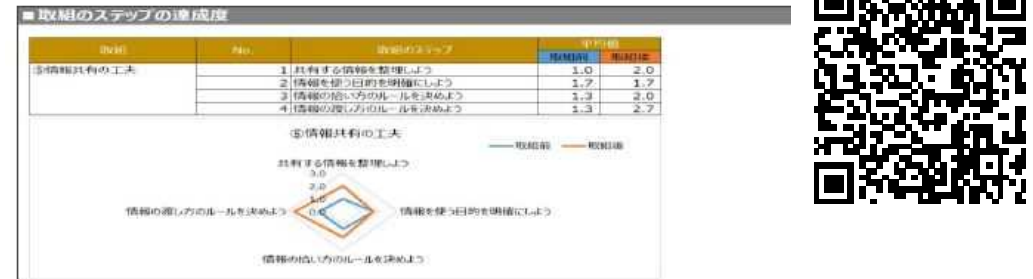 ■取組のステップの達成度
取組 No. 取組のステップ 平均値
取組前 取組後
⑤情報共有の工夫 1 共有する情報を整理しよう 1.0 2.0
2 情報を使う目的を明確にしよう 1.7 1.7
3 情報の拾い方のルールを決めよう 1.3 2.0
4 情報の渡し方のルールを決めよう 1.3 2.7
⑤情報共有の工夫
取組前 取組後
共有する情報を整理しよう
3.0
2.0
1.0
0.0
情報の渡し方のルールを決めよう 情報を使う目的を明確にしよう
情報の拾い方のルールを決めよう